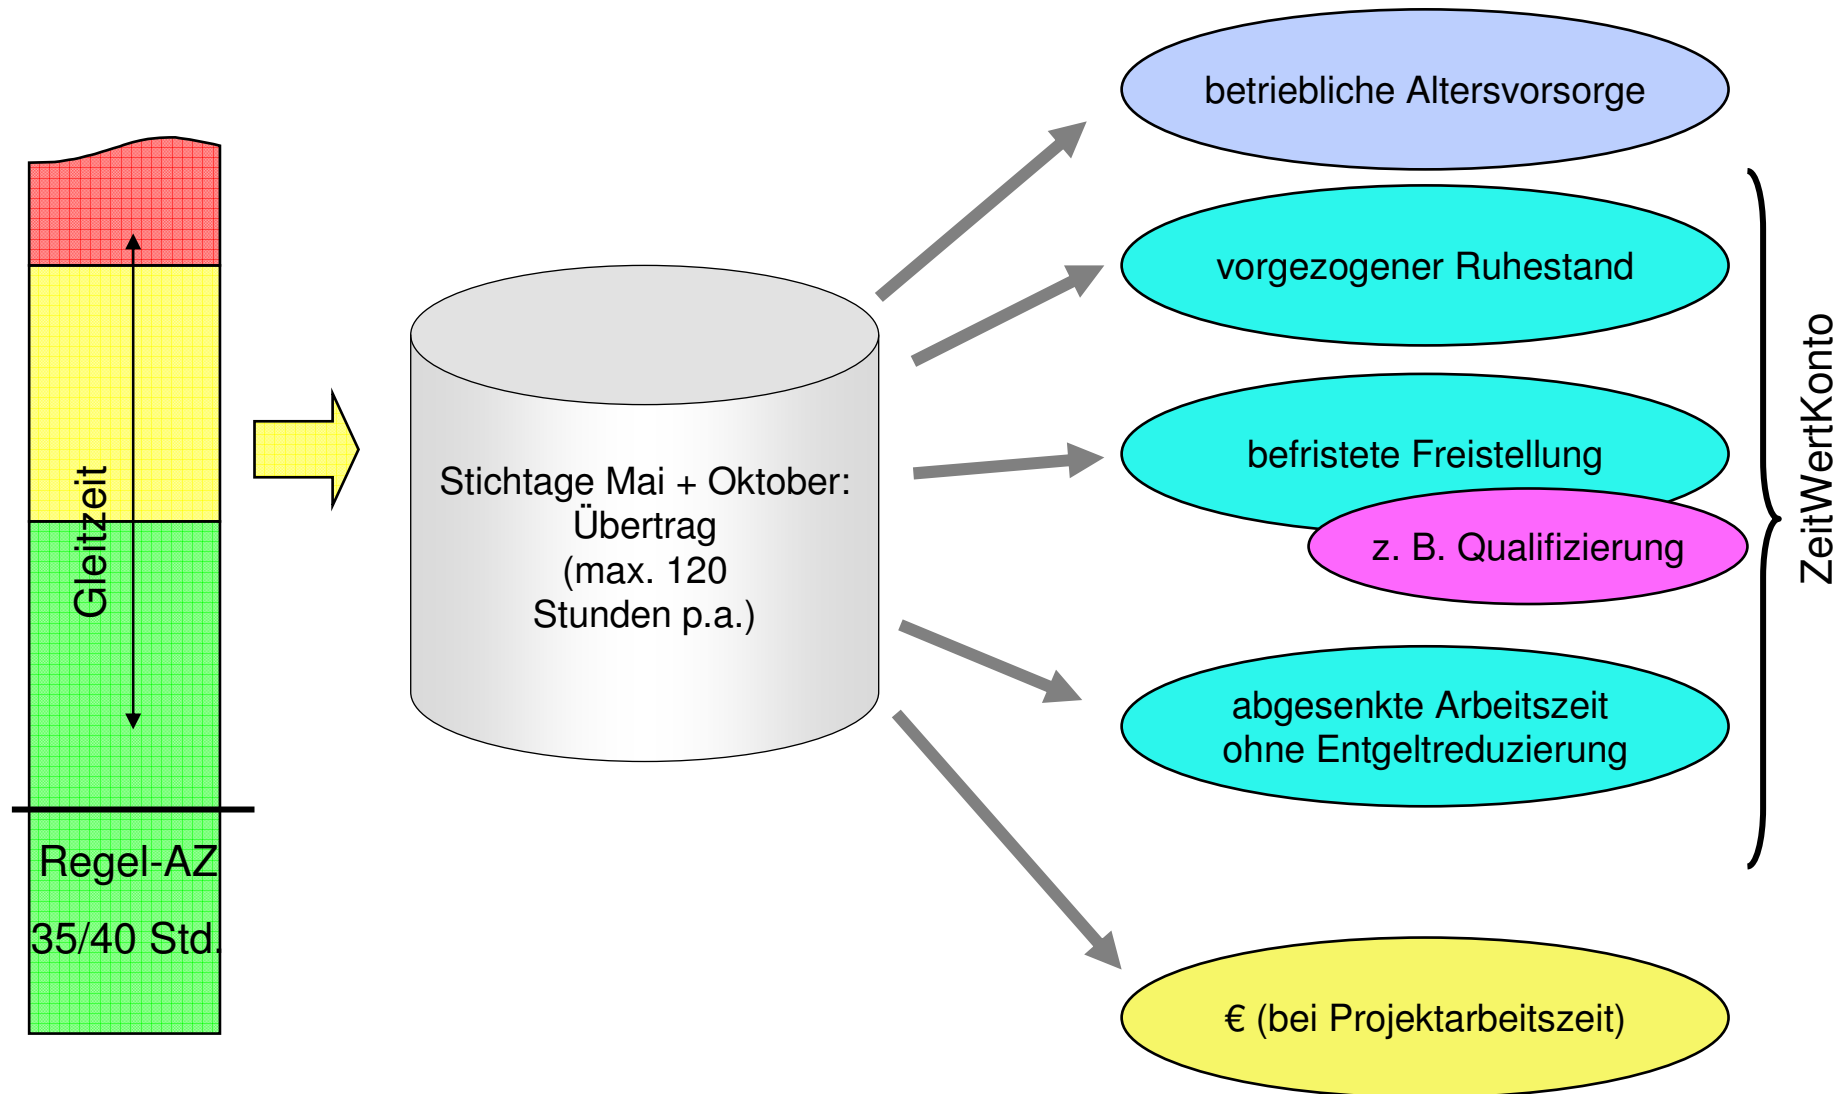 Gleitzeit
Regel-AZ
35/40 Std.
Stichtage Mai + Oktober:
Übertrag
(max. 120
Stunden p.a.)
betriebliche Altersvorsorge
vorgezogener Ruhestand
befristete Freistellung
z. B. Qualifizierung
abgesenkte Arbeitszeit
ohne Entgeltreduzierung
€ (bei Projektarbeitszeit)
ZeitWertKonto